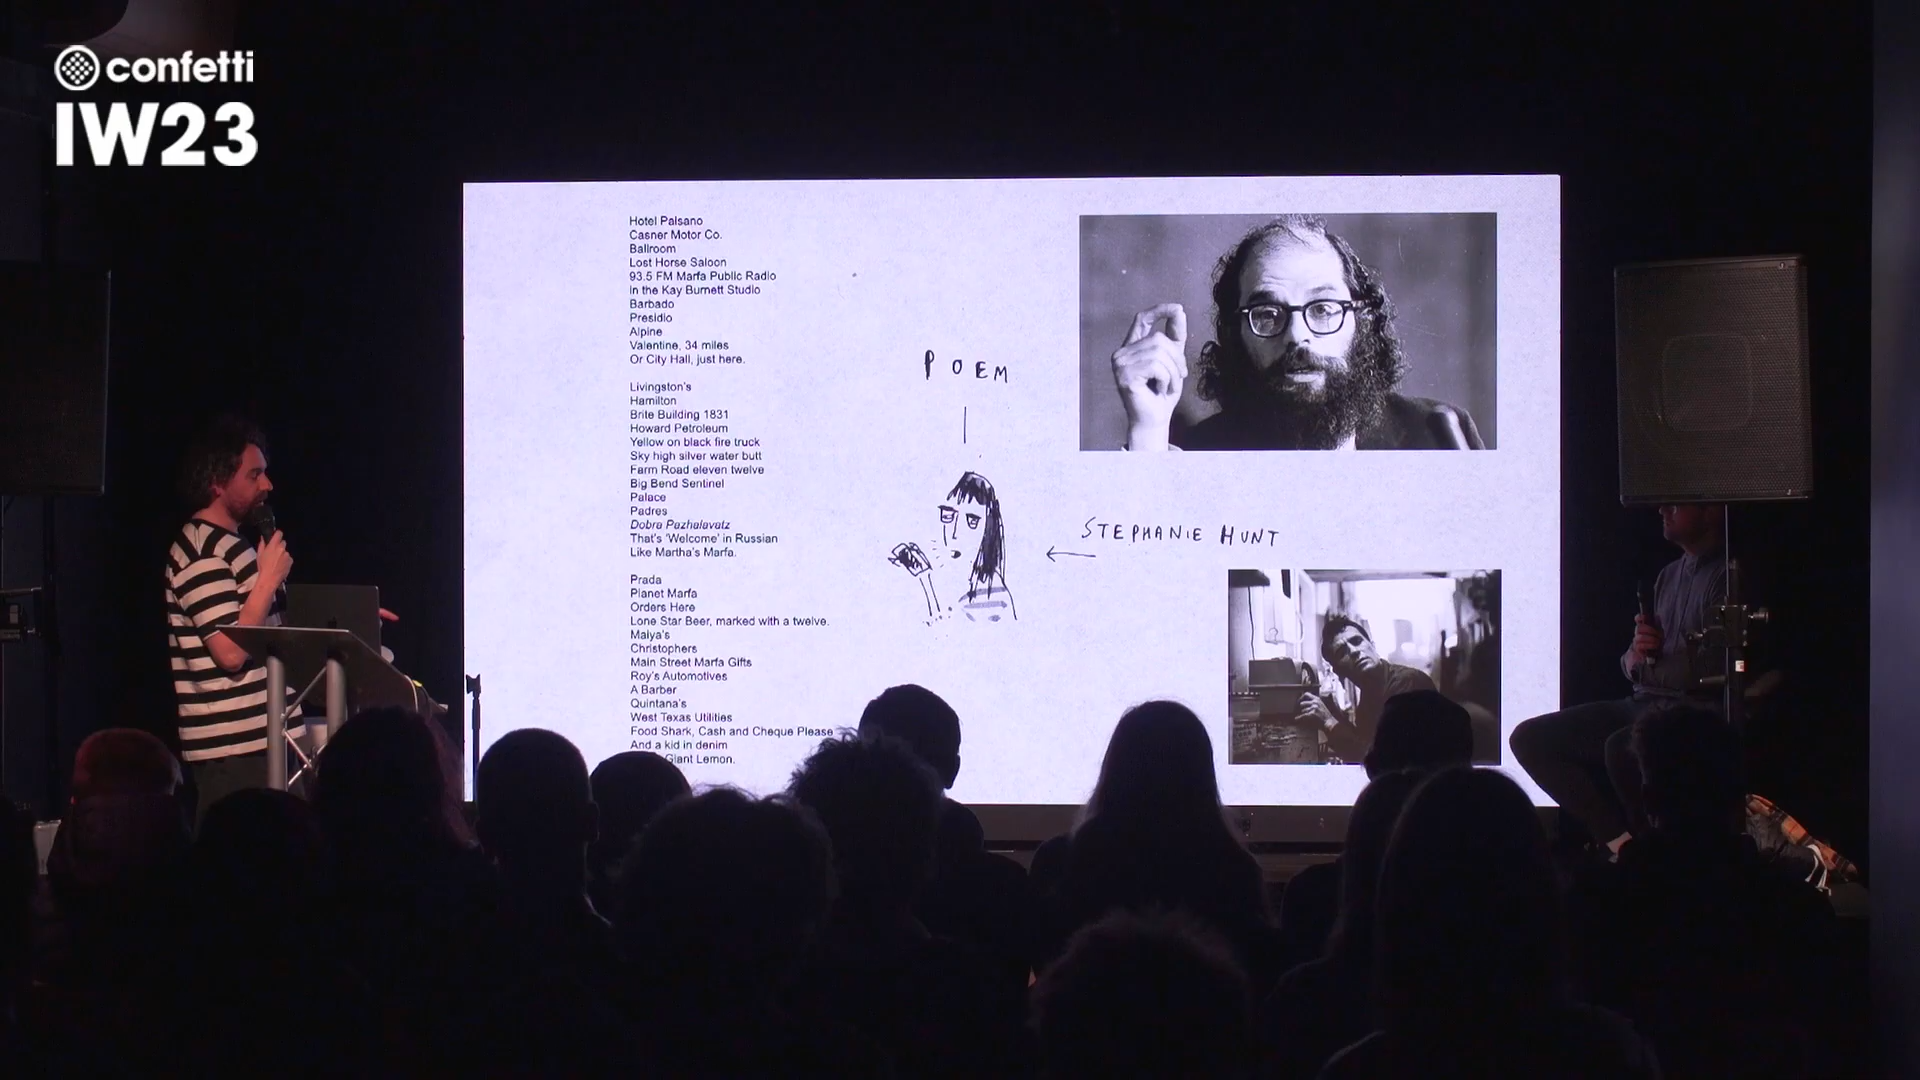 confetti
IW23
Hotel Paisano
Casner Motor Co.
Ballroom
Lost Horse Saloon
93.5 FM Marfa Public Radio
In the Kay Burnett Studio
Barbado
Presidio
Alpine
Valentine, 34 miles
Or City Hall, just here.
Livingston's
Hamilton
Brite Building 1831
Howard Petroleum
Yellow on black fire truck
Sky high silver water butt
Farm Road eleven twelve
Big Bend Sentinel
Palace
Padres
Dobra Pazhalavatz
That's 'Welcome' in Russian
Like Martha's Marfa.
Prada
Planet Marfa
Orders Here
Lone Star Beer, marked with a twelve.
Maiya's
Christophers
Main Street Marfa Gifts
Roy's Automotives
A Barber
Quintana's
West Texas Utilities
Food Shark, Cash and Cheque Please
And a kid in denim
Giant Lemon.
POEM
STEPHANIE HUNT